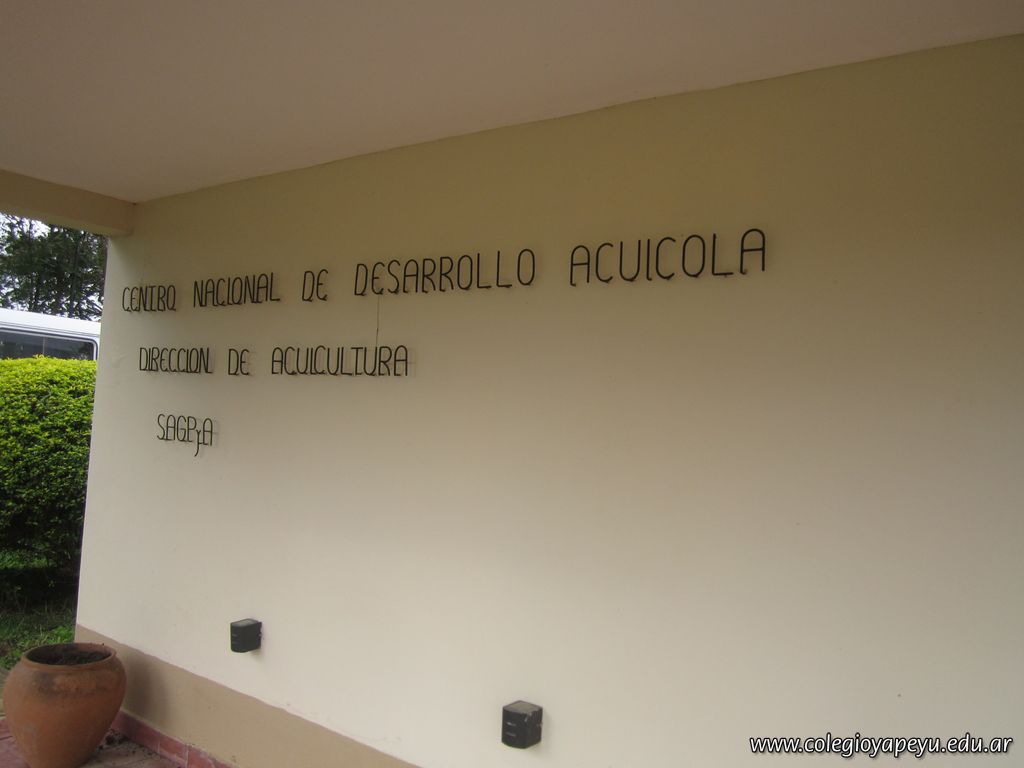 CENTRO NACIONAL DE DESARROLLO ACUICOLA
DIRECCION DE ACUICULTURA
SAGPyA
www.colegioyapeyu.edu.ar